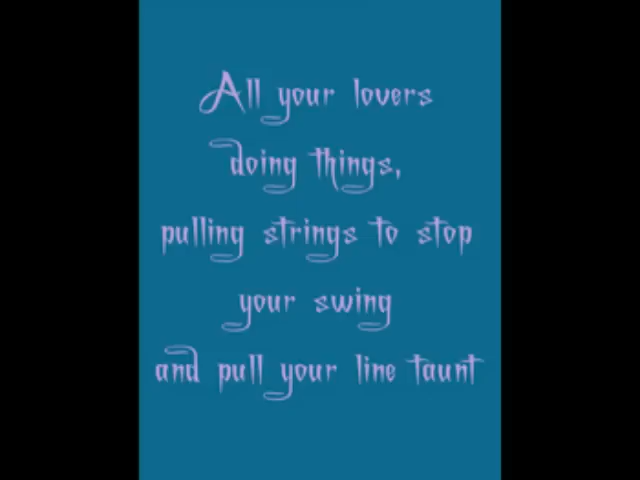 All your lovers
doing things,
pulling strings to stop
your swing
and pull your line taunt